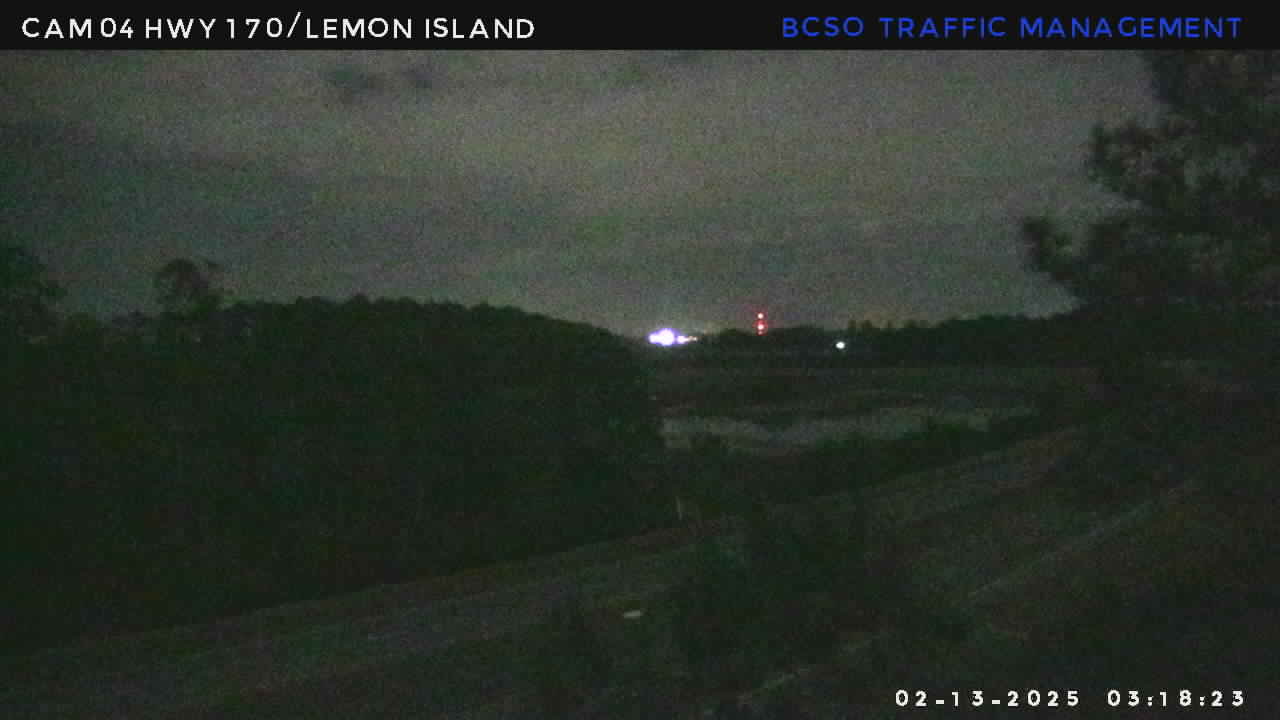 CAM04 HWY 170/LEMON ISLAND
BCSO TRAFFIC MANAGEMENT
02-13-2025 03:18:23